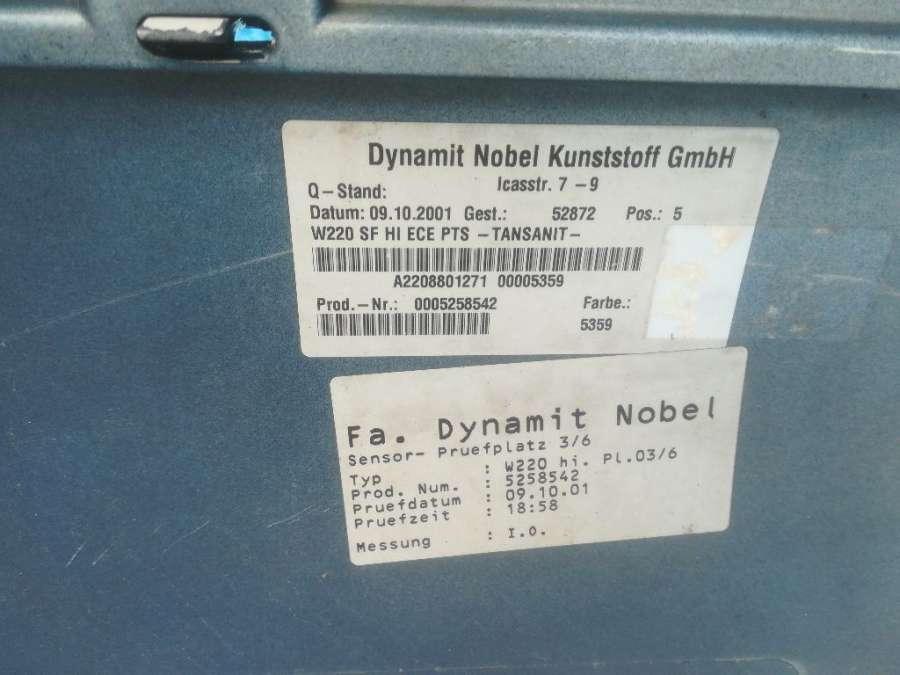 Dynamit Nobel Kunststoff GmbH
Icasstr. 7 -9
Q-Stand:
Datum: 09.10.2001 Gest.: 52872 Pos.: 5
W220 SF HI ECE PTS -TANSANIT-
A2208801271 00005359
Prod.-Nr.: 0005258542 Farbe.:
5359
Fa. Dynamit Nobel
Sensor- Pruefplatz 3/6
Typ : W220 hi. Pl.03/6
Prod. Num. : 5258542
Pruefdatum : 09.10.01
Pruefzeit : 18:58
Messung : I.O.